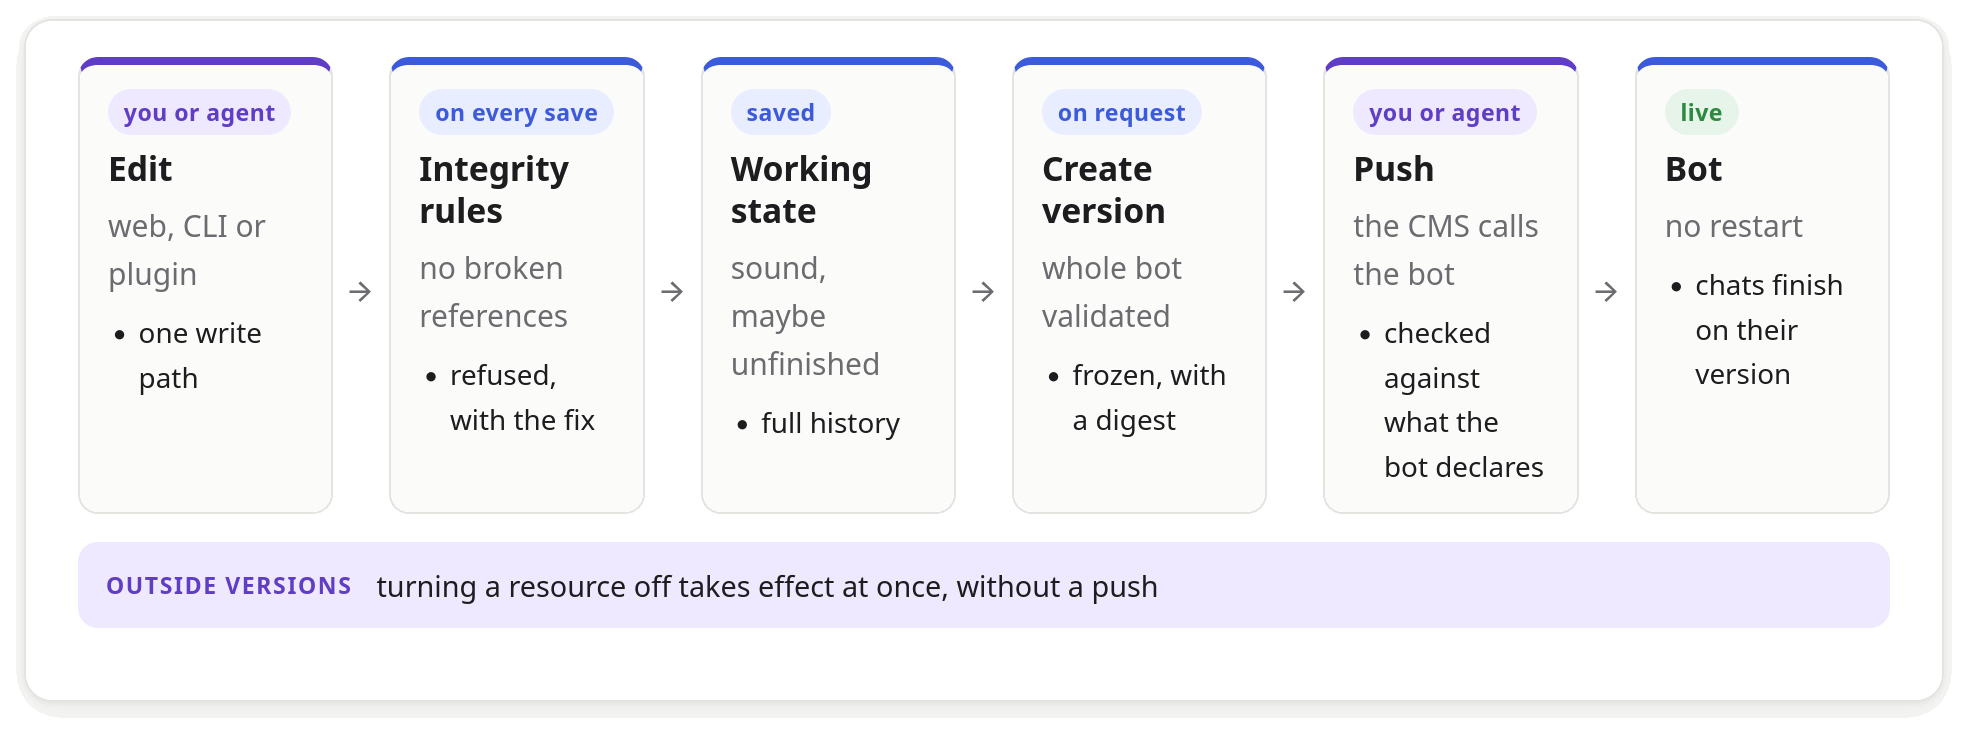 you or agent
Edit
web, CLI or
plugin
• one write
path
→
on every save
Integrity
rules
no broken
references
• refused,
with the fix
→
saved
Working
state
sound,
maybe
unfinished
• full history
→
on request
Create
version
whole bot
validated
• frozen, with
a digest
→
you or agent
Push
the CMS calls
the bot
• checked
against
what the
bot declares
→
live
Bot
no restart
• chats finish
on their
version
OUTSIDE VERSIONS turning a resource off takes effect at once, without a push